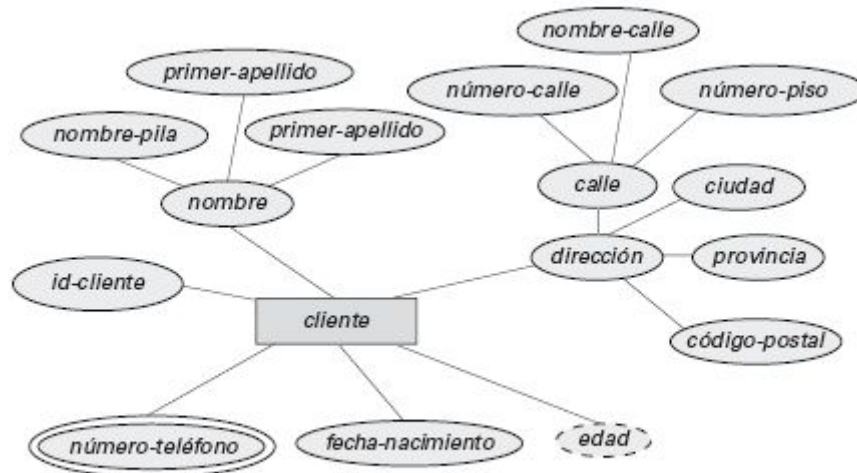 nombre-calle
primer-apellido
número-calle
número-piso
nombre-pila
primer-apellido
calle
ciudad
nombre
dirección
provincia
id-cliente
cliente
código-postal
número-teléfono
fecha-nacimiento
edad